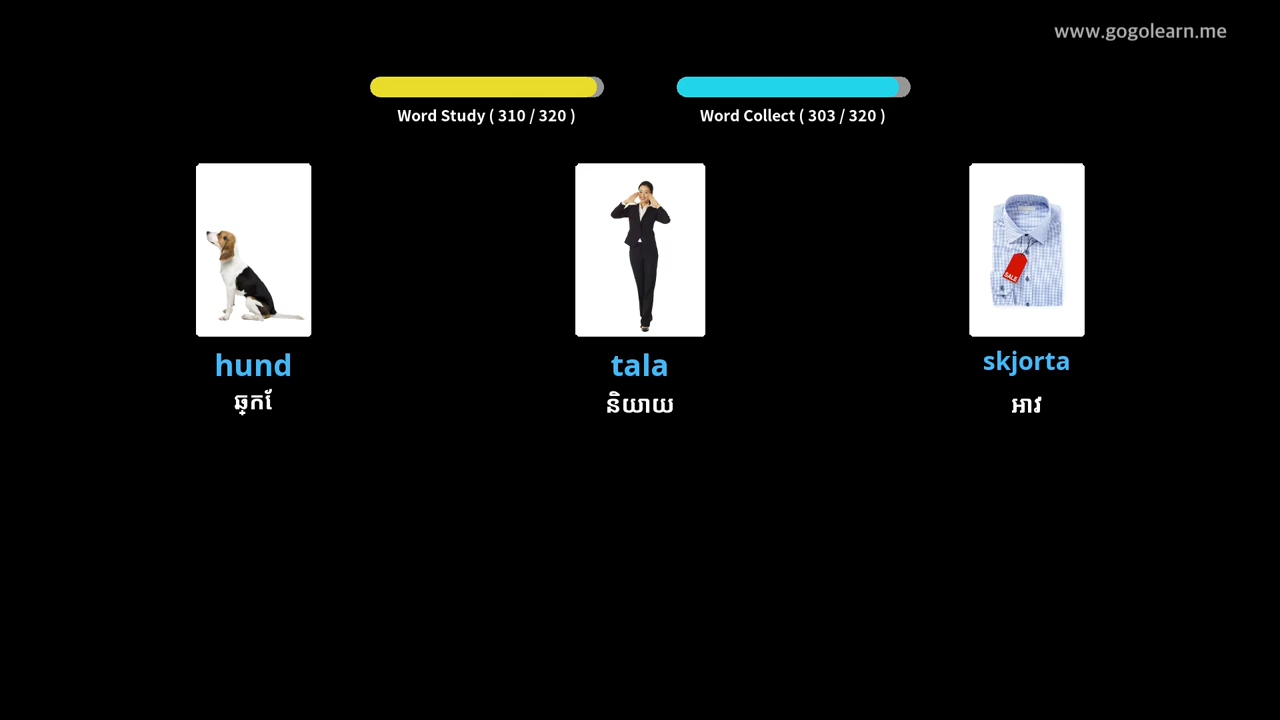 www.gogolearn.me
Word Study ( 310 / 320 )
Word Collect ( 303 / 320 )
SALE
hund
tala
skjorta
ឆ្កែ
និយាយ
អាវ